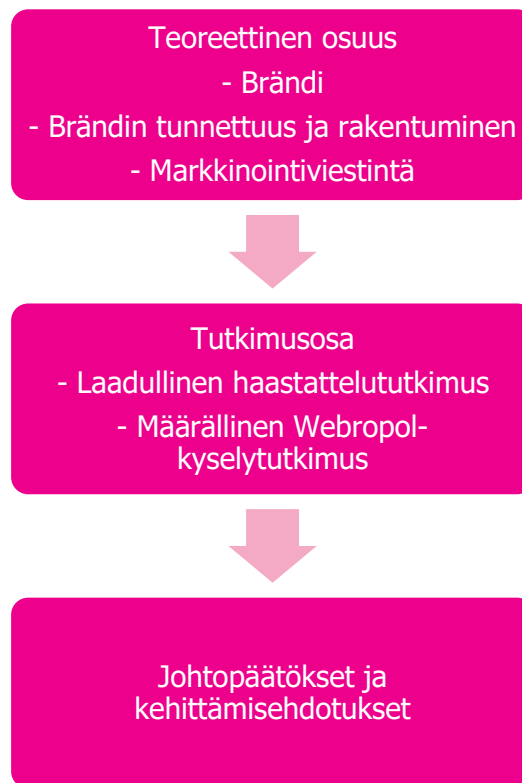 Teoreettinen osuus
- Brändi
- Brändin tunnettuus ja rakentuminen
- Markkinointiviestintä
Tutkimusosa
- Laadullinen haastattelututkimus
- Määrällinen Webropol-
kyselytutkimus
Johtopäätökset ja
kehittämisehdotukset